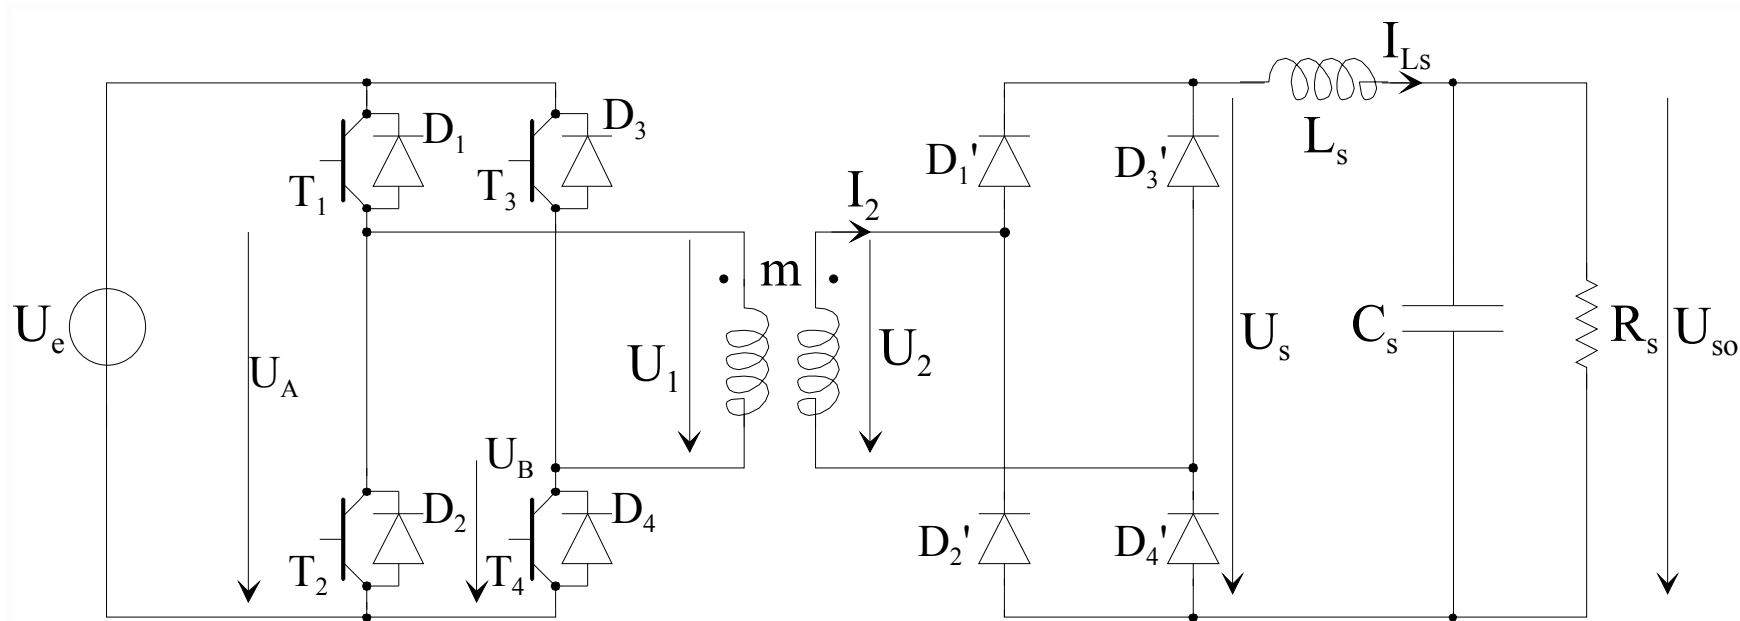 I_Ls
D_1
D_3
T_1
T_3
L_s
D_1'
D_3'
I_2
m
U_e
U_A
U_1
U_2
U_s
C_s
R_s
U_so
U_B
D_2
D_4
T_2
T_4
D_2'
D_4'